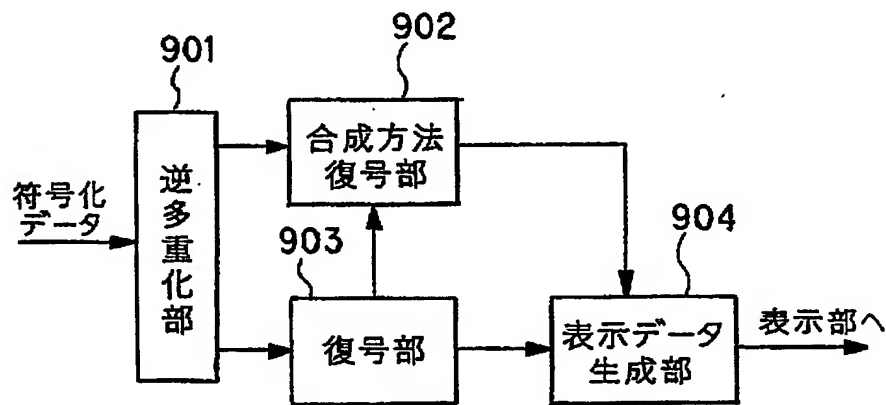 901
902
合成方法
復号部
符号化
データ
逆多重化部
903
復号部
904
表示データ
生成部
表示部へ